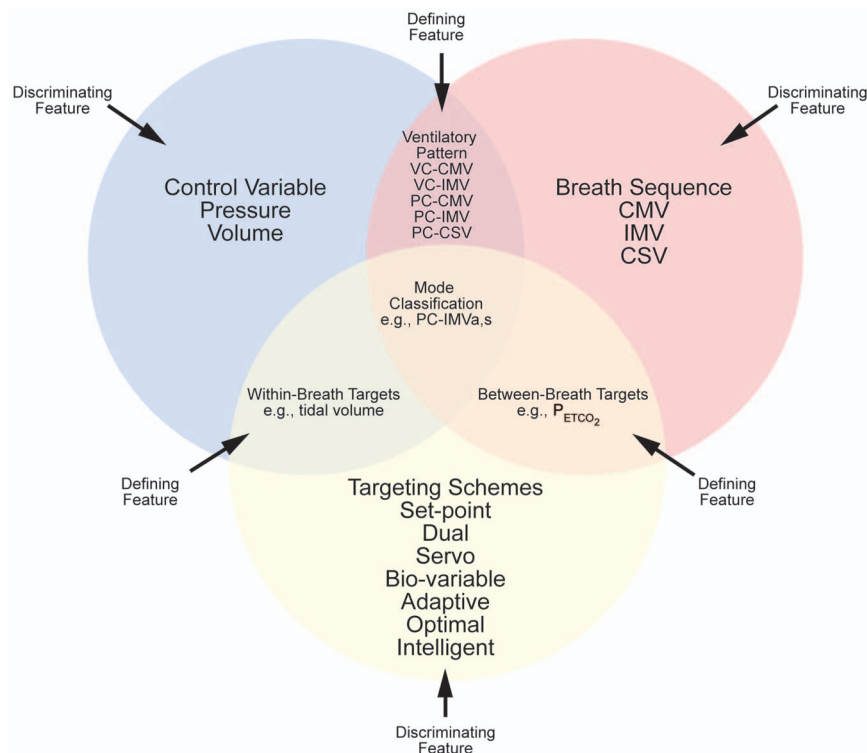 Defining
Feature
Discriminating
Feature
Discriminating
Feature
Ventilatory
Pattern
VC-CMV
VC-IMV
PC-CMV
PC-IMV
PC-CSV
Control Variable
Pressure
Volume
Breath Sequence
CMV
IMV
CSV
Mode
Classification
e.g., PC-IMVa,s
Within-Breath Targets
e.g., tidal volume
Between-Breath Targets
e.g., PETCO2
Defining
Feature
Defining
Feature
Targeting Schemes
Set-point
Dual
Servo
Bio-variable
Adaptive
Optimal
Intelligent
Discriminating
Feature